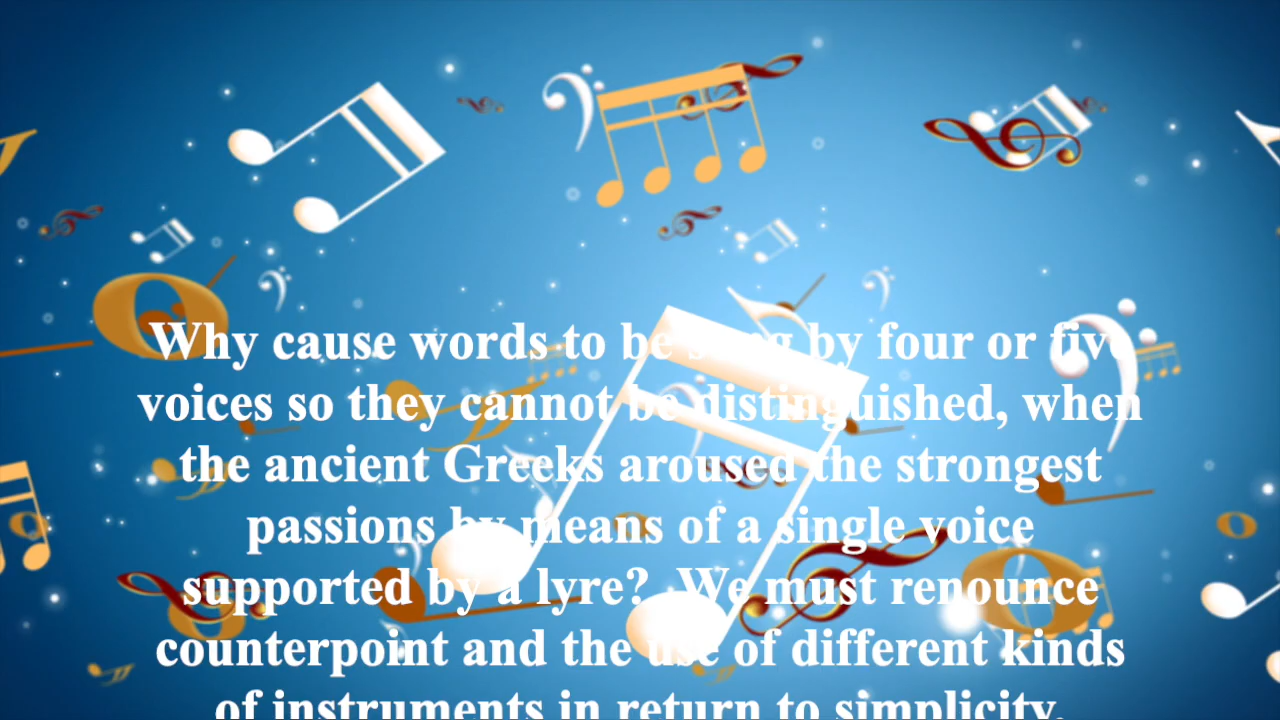 Why cause words to be sung by four or five
voices so they cannot be distinguished, when
the ancient Greeks aroused the strongest
passions by means of a single voice
supported by a lyre? We must renounce
counterpoint and the use of different kinds
of instruments in return to simplicity.